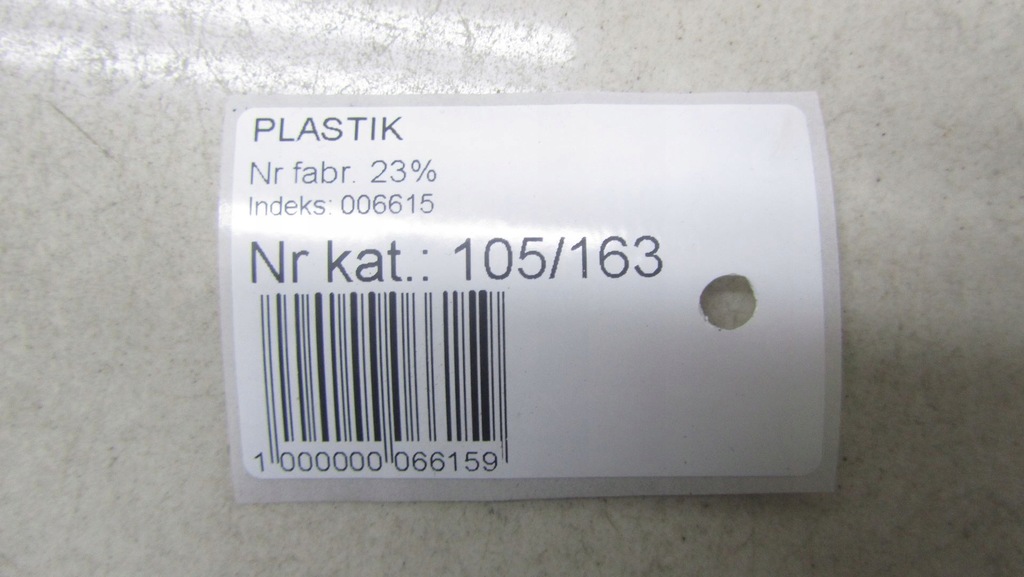 PLASTIK
Nr fabr. 23%
Indeks: 006615
Nr kat.: 105/163
1 000000 066159